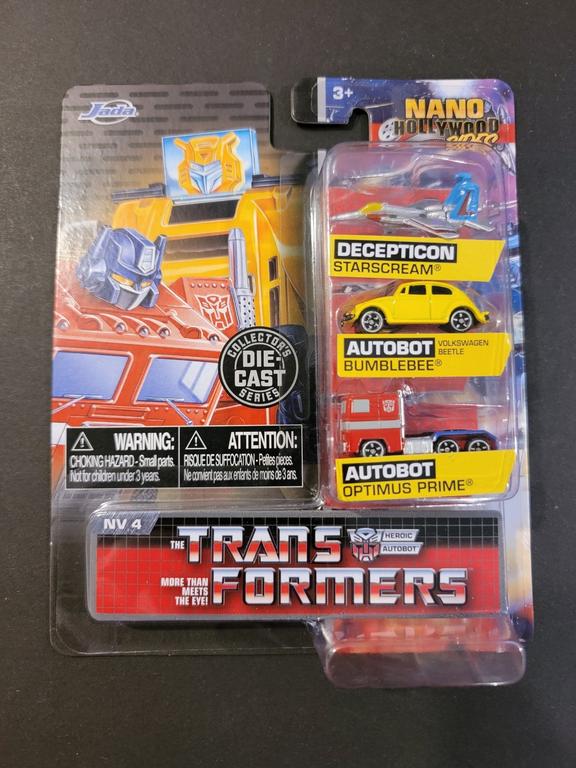 Jada
3+
NANO
HOLLYWOOD
RIDES
DECEPTICON
STARSCREAM®
AUTOBOT VOLKSWAGEN BEETLE
BUMBLEBEE®
AUTOBOT
OPTIMUS PRIME®
COLLECTOR'S
DIE-
CAST
SERIES
WARNING:
CHOKING HAZARD - Small parts.
Not for children under 3 years.
ATTENTION:
RISQUE DE SUFFOCATION - Petites pièces.
Ne convient pas aux enfants de moins de 3 ans.
NV 4
THE TRANSFORMERS
HEROIC
AUTOBOT
MORE THAN
MEETS
THE EYE!